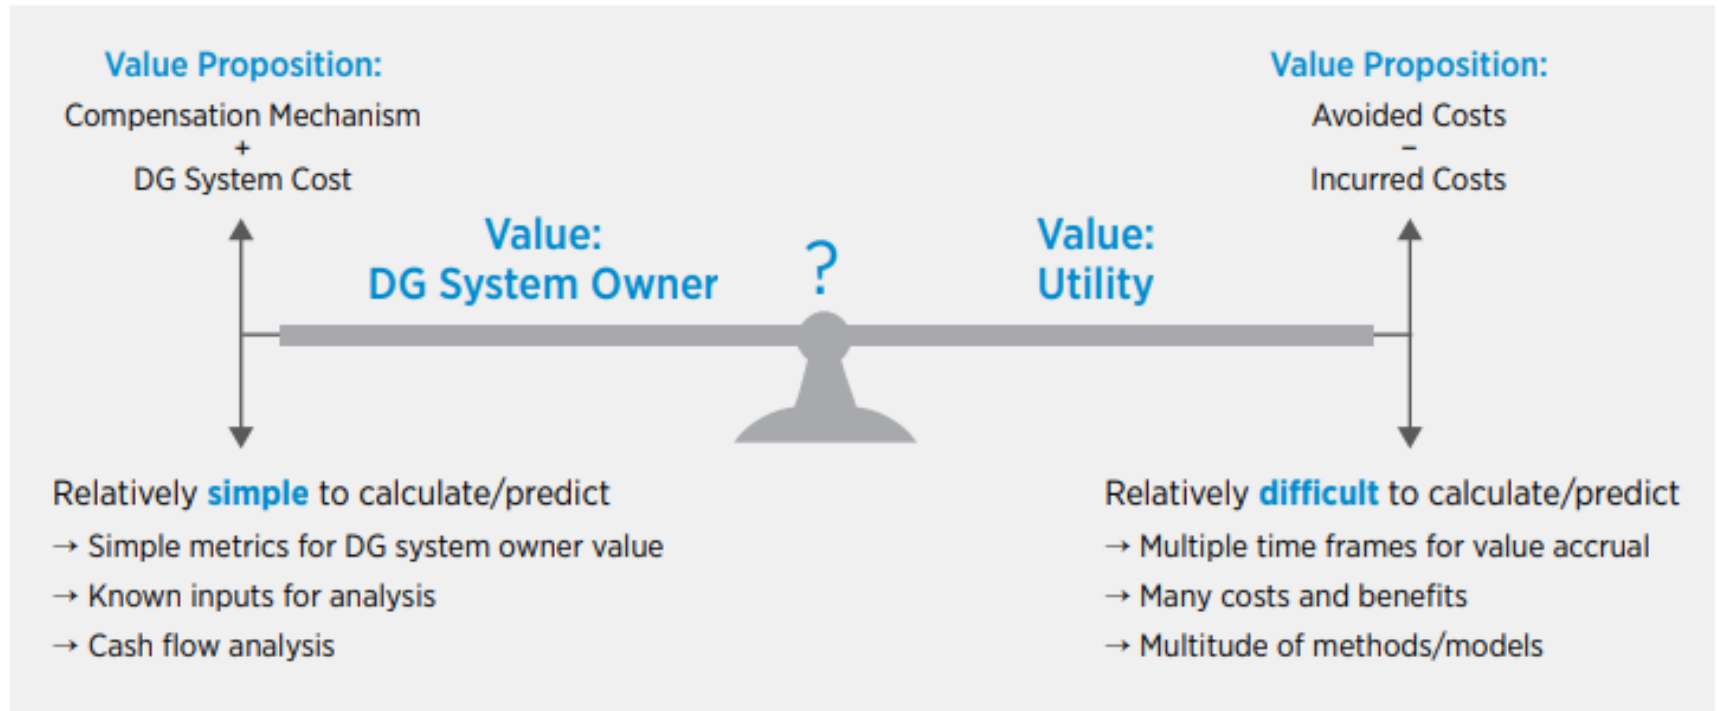 Value Proposition:
Compensation Mechanism
+
DG System Cost
Value Proposition:
Avoided Costs
–
Incurred Costs
Value:
DG System Owner
?
Value:
Utility
Relatively simple to calculate/predict
→ Simple metrics for DG system owner value
→ Known inputs for analysis
→ Cash flow analysis
Relatively difficult to calculate/predict
→ Multiple time frames for value accrual
→ Many costs and benefits
→ Multitude of methods/models